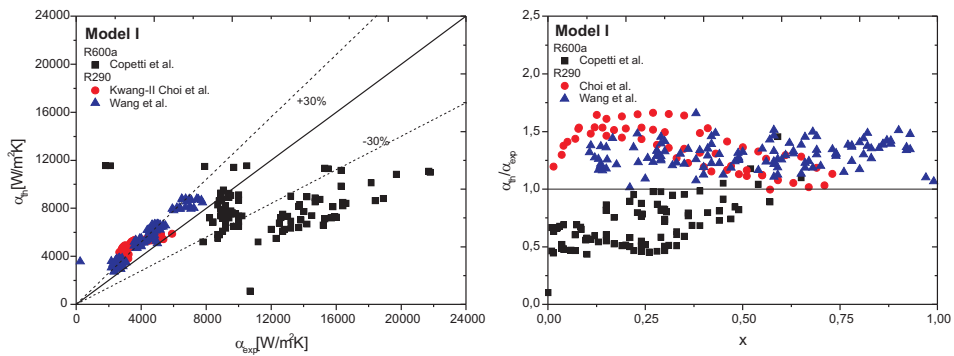 Model I
R600a
Copetti et al.
R290
Kwang-Il Choi et al.
Wang et al.
+30%
-30%
24000
20000
16000
12000
8000
4000
0
0 4000 8000 12000 16000 20000 24000
α_th[W/m²K]
α_exp[W/m²K]
Model I
R600a
Copetti et al.
R290
Choi et al.
Wang et al.
2,5
2,0
1,5
1,0
0,5
0,0
0,00 0,25 0,50 0,75 1,00
α_th/α_exp
x